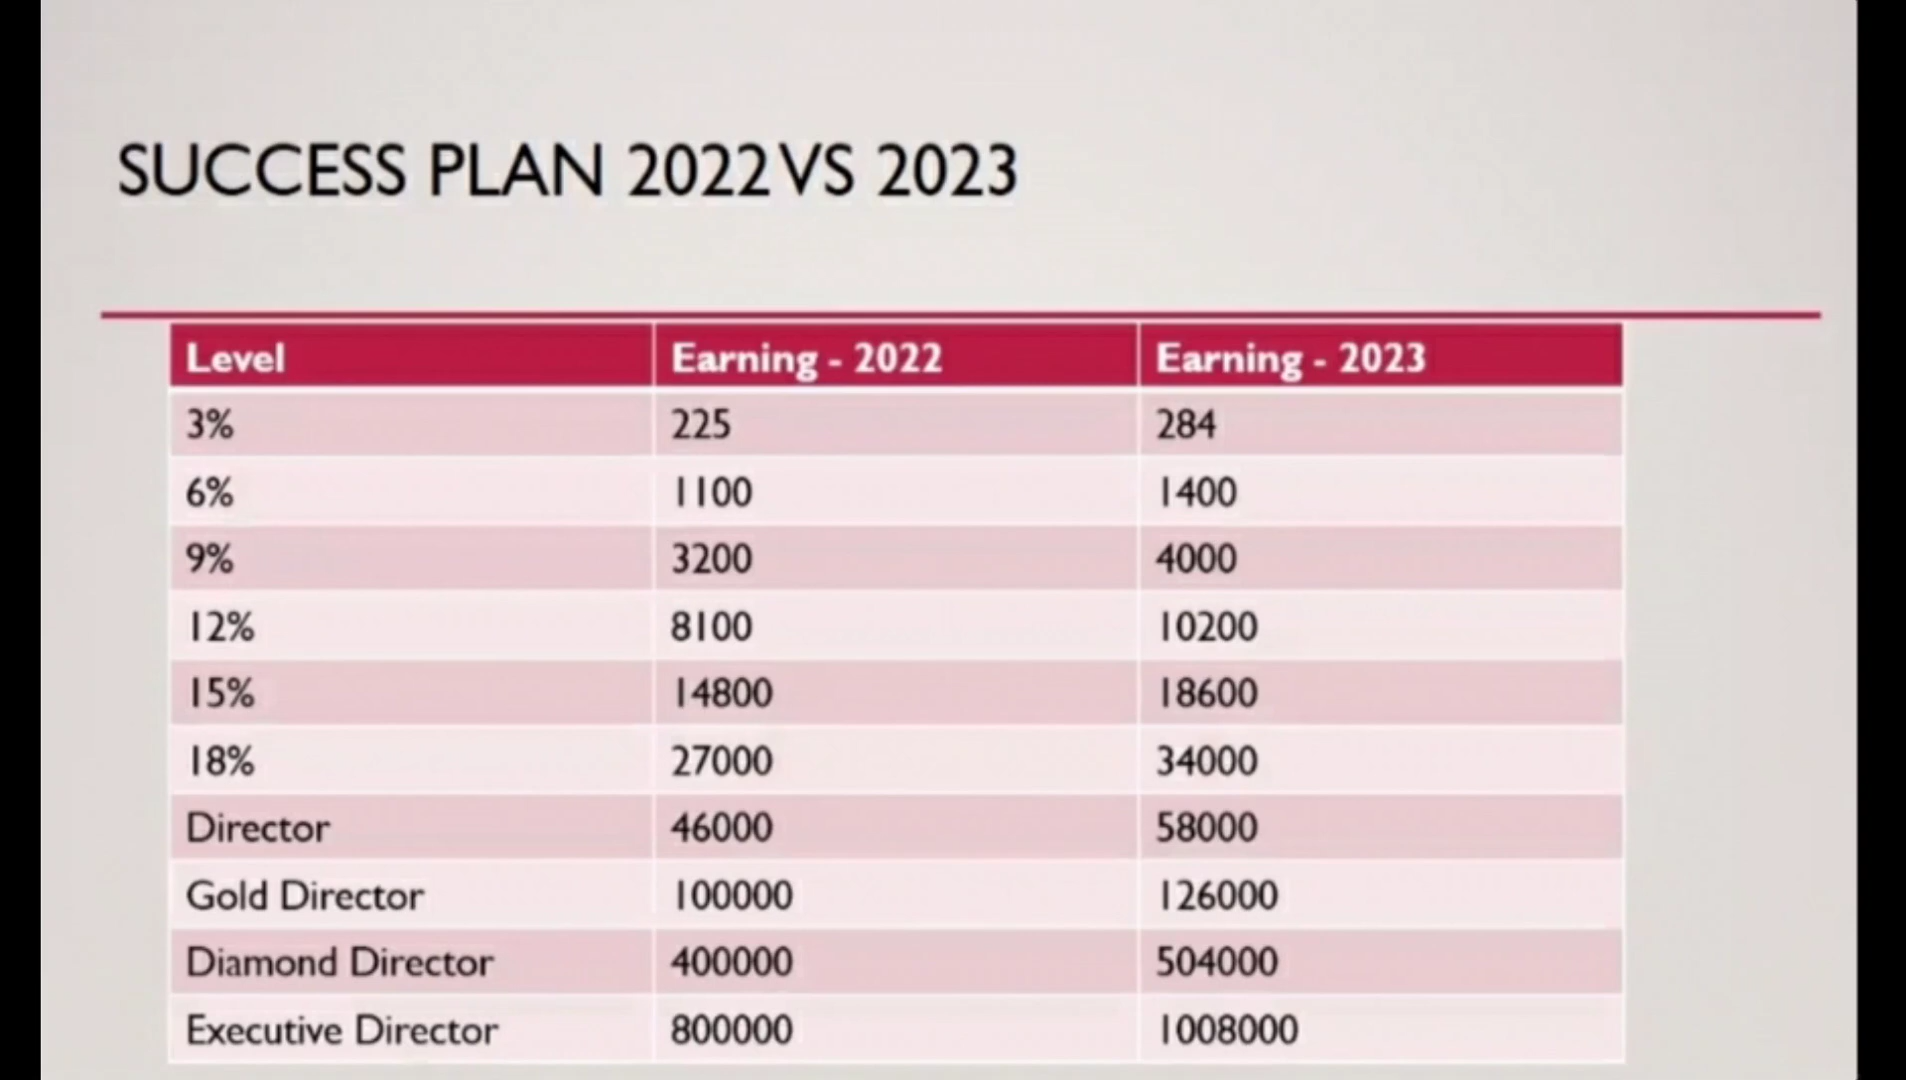 SUCCESS PLAN 2022 VS 2023
Level Earning - 2022 Earning - 2023
3% 225 284
6% 1100 1400
9% 3200 4000
12% 8100 10200
15% 14800 18600
18% 27000 34000
Director 46000 58000
Gold Director 100000 126000
Diamond Director 400000 504000
Executive Director 800000 1008000